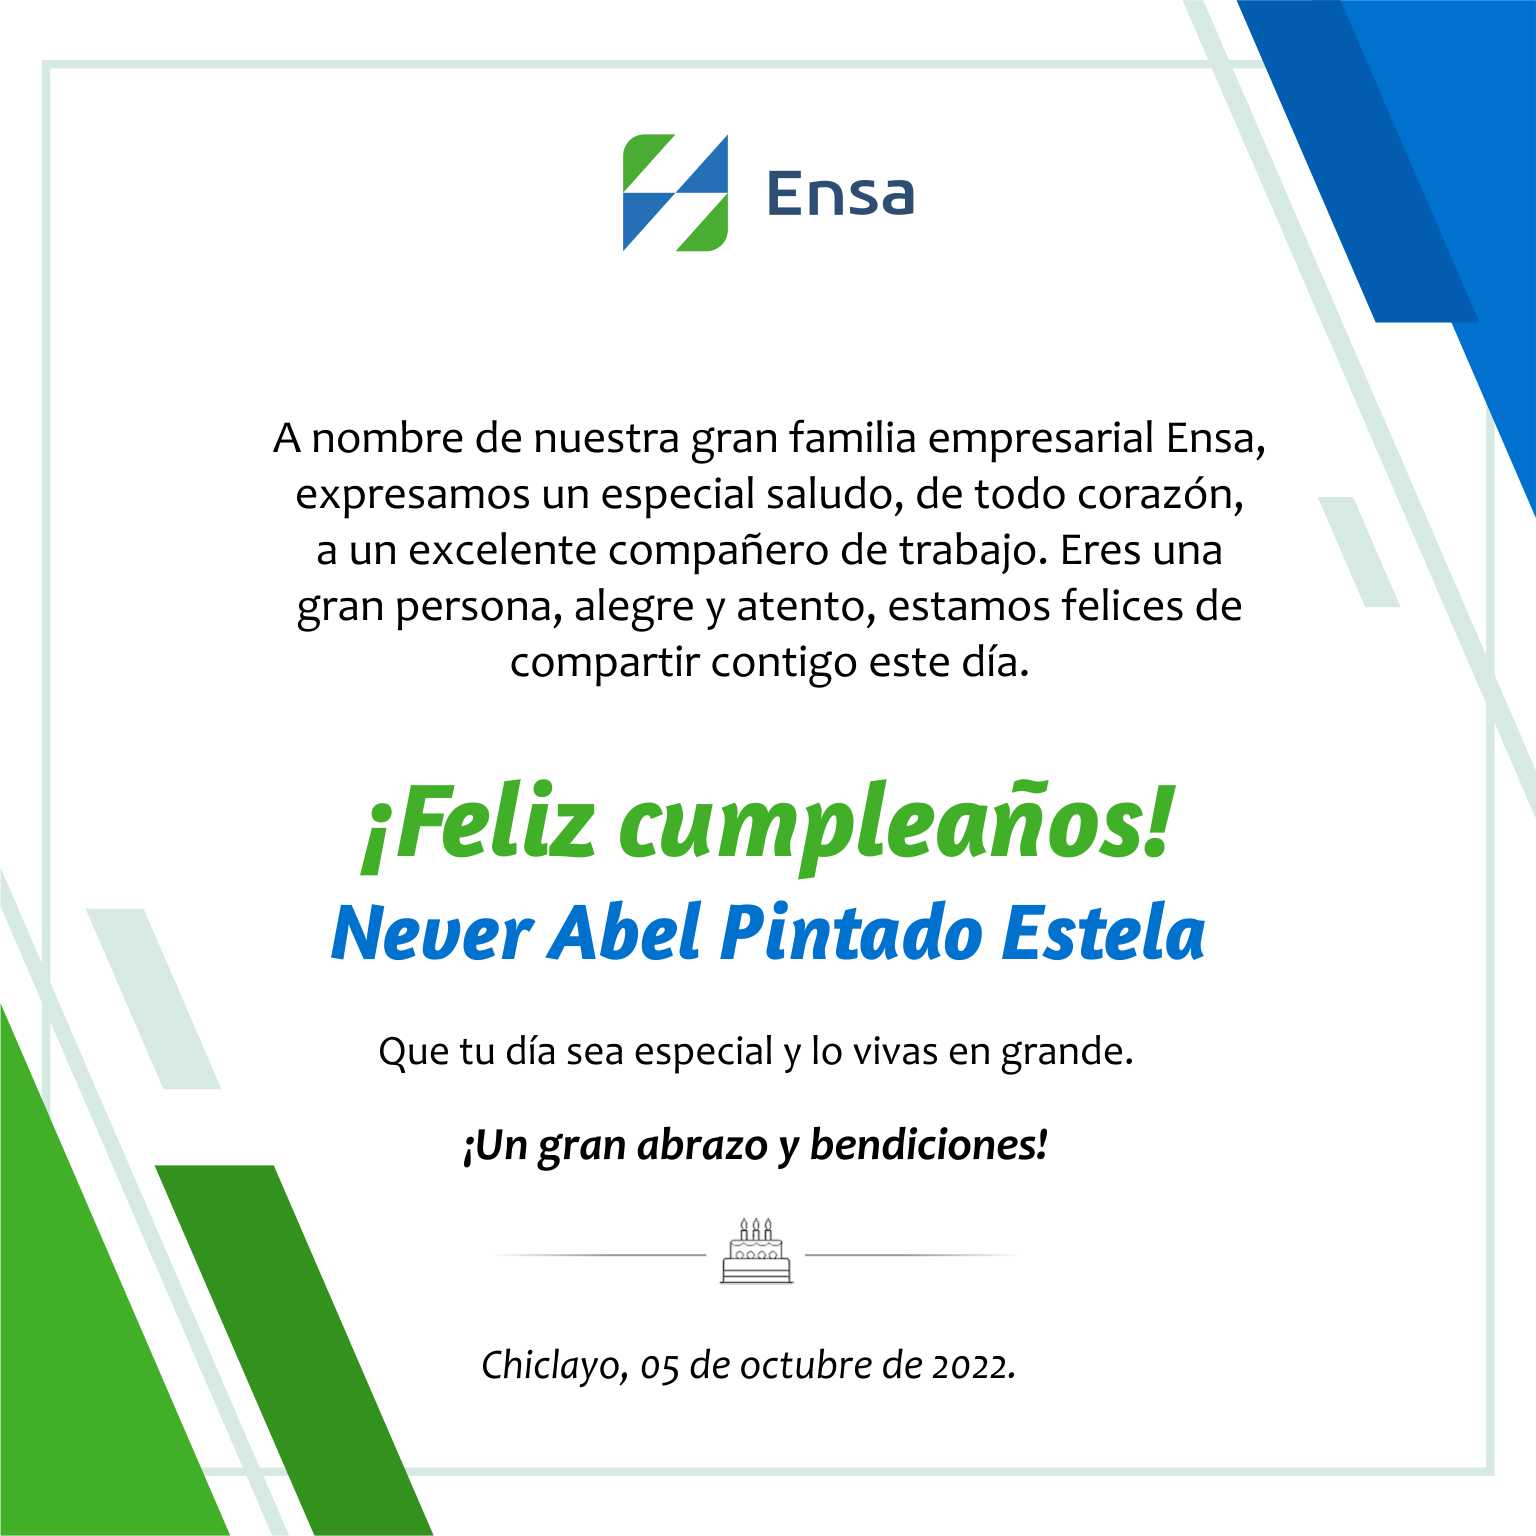 Ensa
A nombre de nuestra gran familia empresarial Ensa,
expresamos un especial saludo, de todo corazón,
a un excelente compañero de trabajo. Eres una
gran persona, alegre y atento, estamos felices de
compartir contigo este día.
¡Feliz cumpleaños!
Never Abel Pintado Estela
Que tu día sea especial y lo vivas en grande.
¡Un gran abrazo y bendiciones!
Chiclayo, 05 de octubre de 2022.